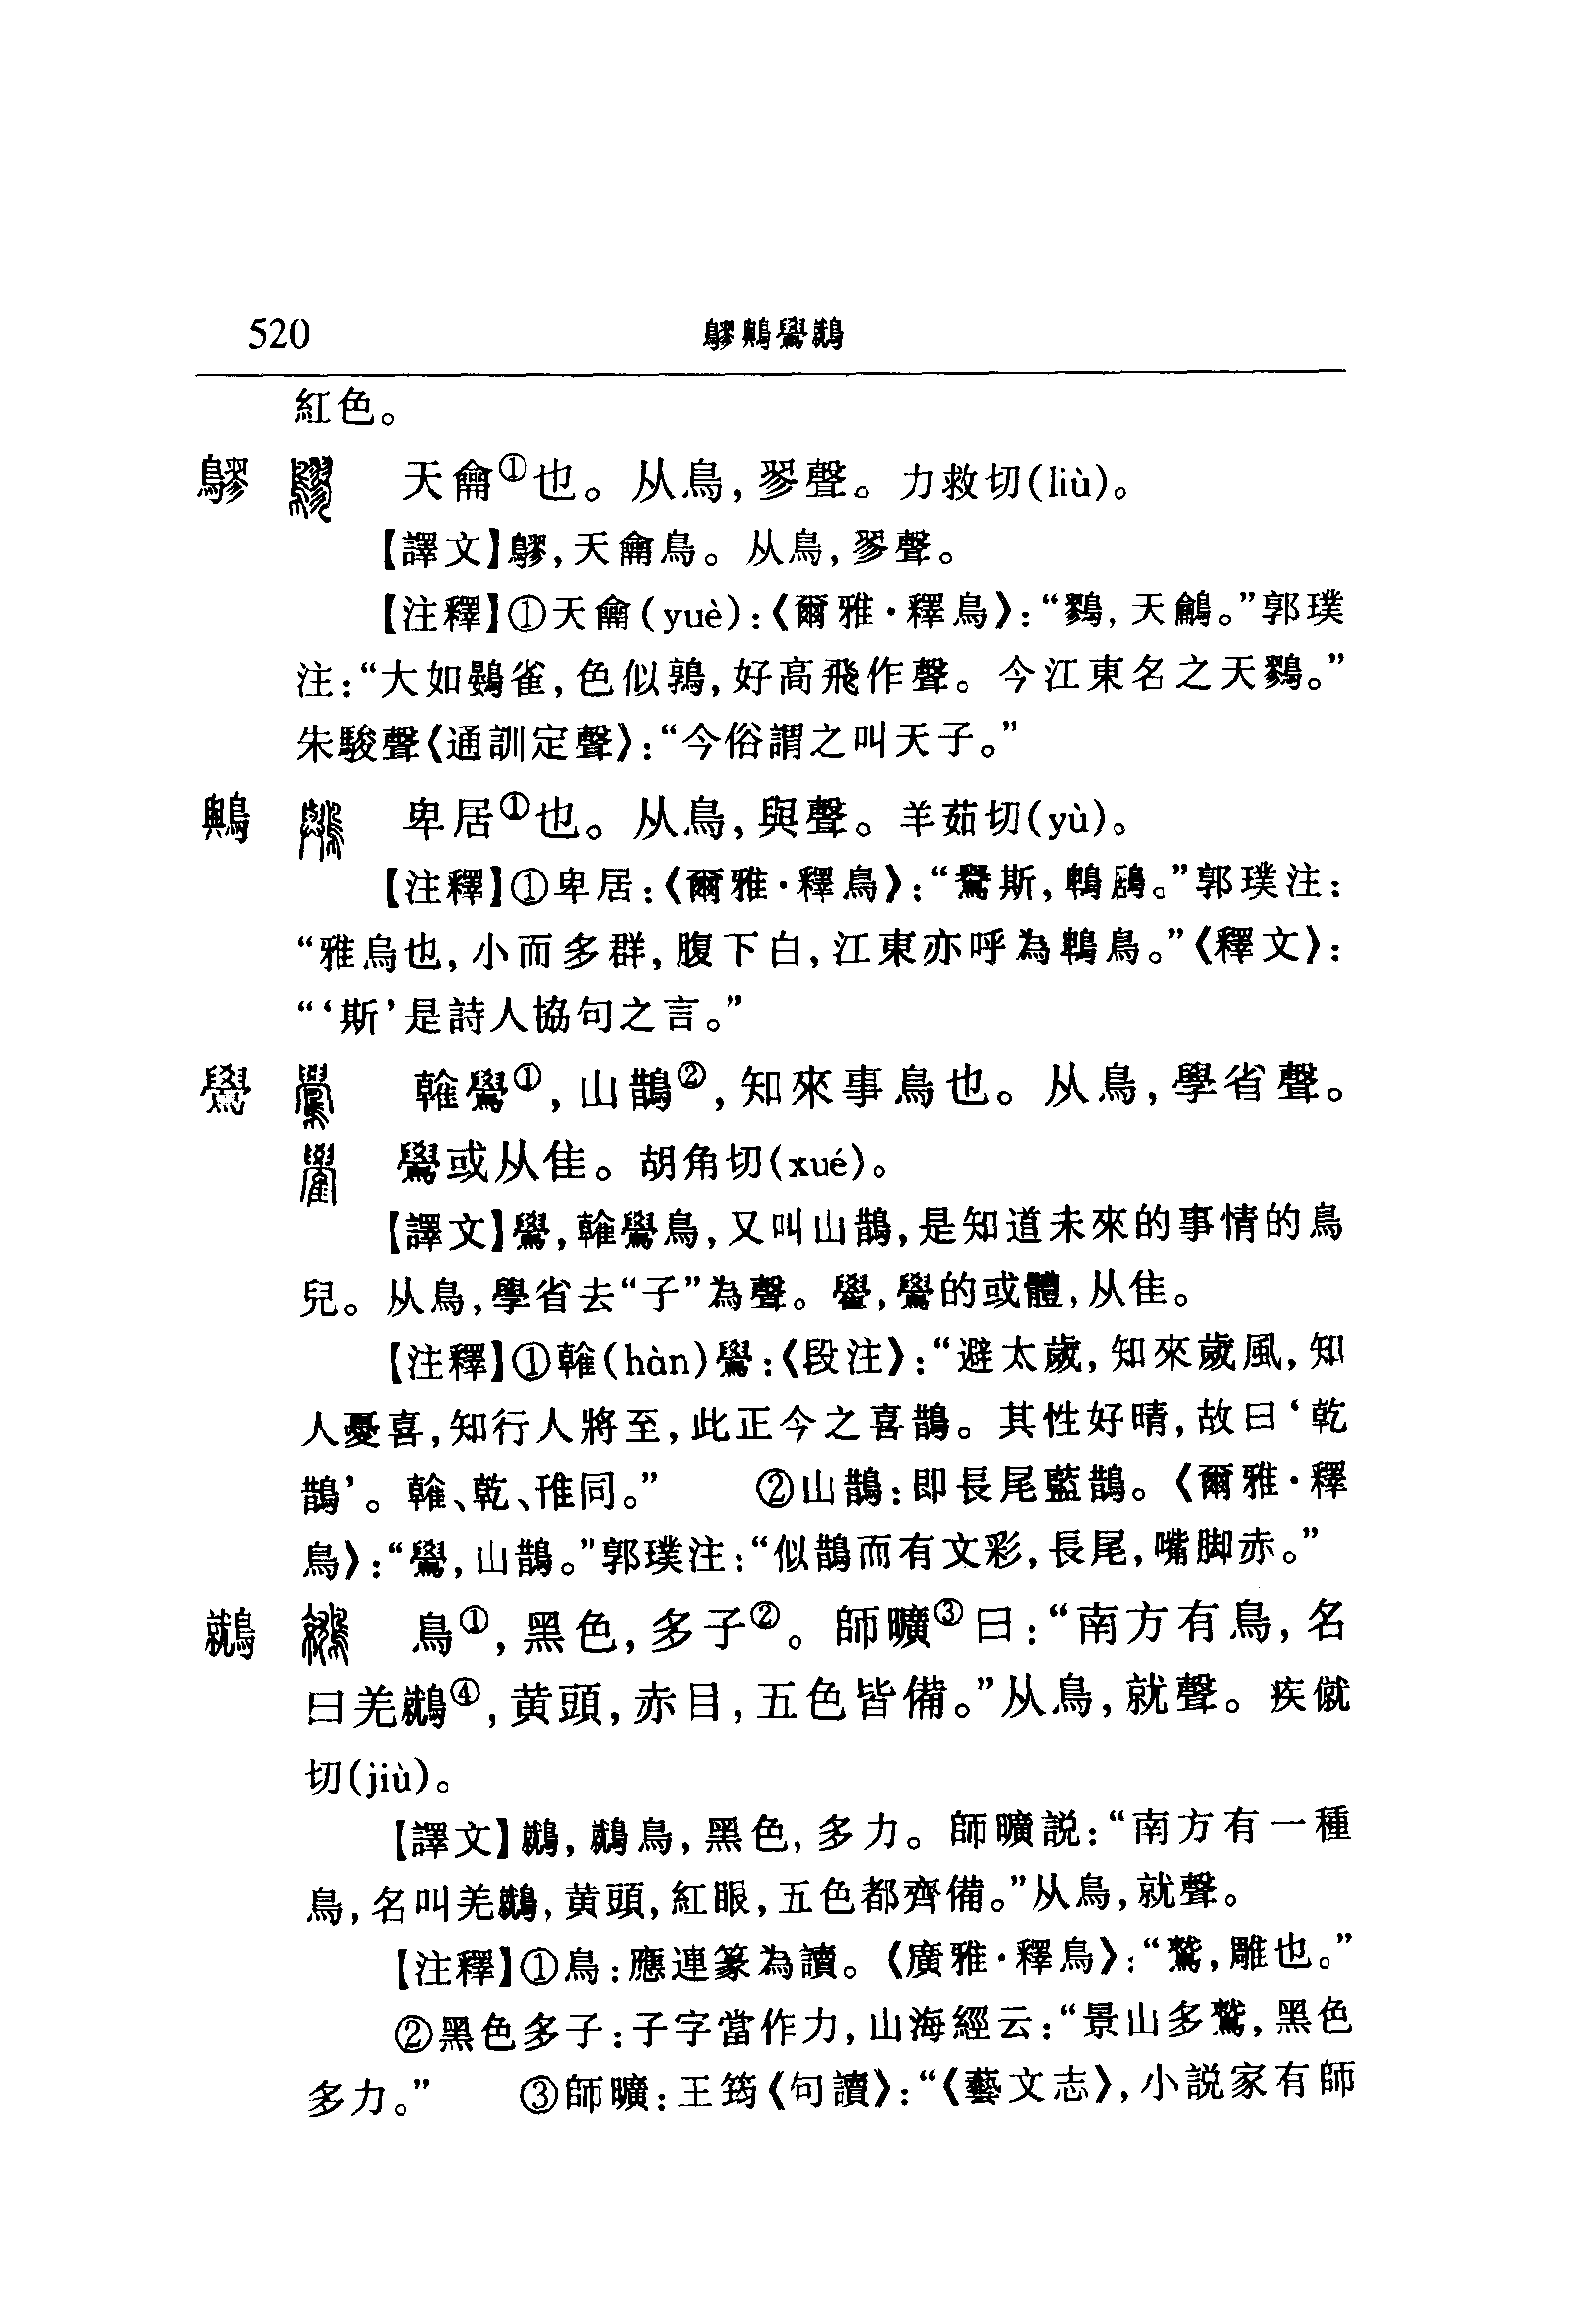 520 鷚鸒鷽鷲
紅色。
鷚 天龠①也。从鳥,翏聲。力救切(liù)。
【譯文】鷚,天龠鳥。从鳥,翏聲。
【注釋】①天龠(yuè):《爾雅·釋鳥》:“鷚,天鸙。”郭璞
注:“大如鷃雀,色似鶉,好高飛作聲。今江東名之天鷚。”
朱駿聲《通訓定聲》:“今俗謂之叫天子。”
鸒 卑居①也。从鳥,與聲。羊茹切(yù)。
【注釋】①卑居:《爾雅·釋鳥》:“鸒斯,鵯鶋。”郭璞注:
“雅烏也,小而多群,腹下白,江東亦呼為鵯烏。”《釋文》:
“‘斯’是詩人協句之言。”
鷽 雗鷽①,山鵲②,知來事鳥也。从鳥,學省聲。
鷽或从隹。胡角切(xué)。
【譯文】鷽,雗鷽鳥,又叫山鵲,是知道未來的事情的鳥
兒。从鳥,學省去“子”為聲。雤,鷽的或體,从隹。
【注釋】①雗(hàn)鷽:《段注》:“避太歲,知來歲風,知
人憂喜,知行人將至,此正今之喜鵲。其性好晴,故曰‘乾
鵲’。雗、乾、䧲同。” ②山鵲:即長尾藍鵲。《爾雅·釋
鳥》:“鷽,山鵲。”郭璞注:“似鵲而有文彩,長尾,嘴脚赤。”
鷲 鳥①,黑色,多子②。師曠③曰:“南方有鳥,名
曰羌鷲④,黄頭,赤目,五色皆備。”从鳥,就聲。疾僦
切(jiù)。
【譯文】鷲,鷲鳥,黑色,多力。師曠説:“南方有一種
鳥,名叫羌鷲,黄頭,紅眼,五色都齊備。”从鳥,就聲。
【注釋】①鳥:應連篆為讀。《廣雅·釋鳥》:“鷲,雕也。”
②黑色多子:子字當作力,山海經云:“景山多鷲,黑色
多力。” ③師曠:王筠《句讀》:“《藝文志》,小説家有師